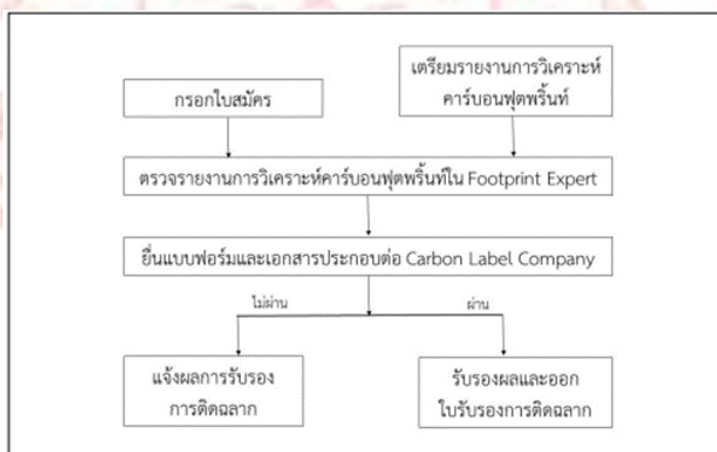 กรอกใบสมัคร
เตรียมรายงานการวิเคราะห์
คาร์บอนฟุตพริ้นท์
ตรวจรายงานการวิเคราะห์คาร์บอนฟุตพริ้นท์ใน Footprint Expert
ยื่นแบบฟอร์มและเอกสารประกอบต่อ Carbon Label Company
ไม่ผ่าน
ผ่าน
แจ้งผลการรับรอง
การติดฉลาก
รับรองผลและออก
ใบรับรองการติดฉลาก